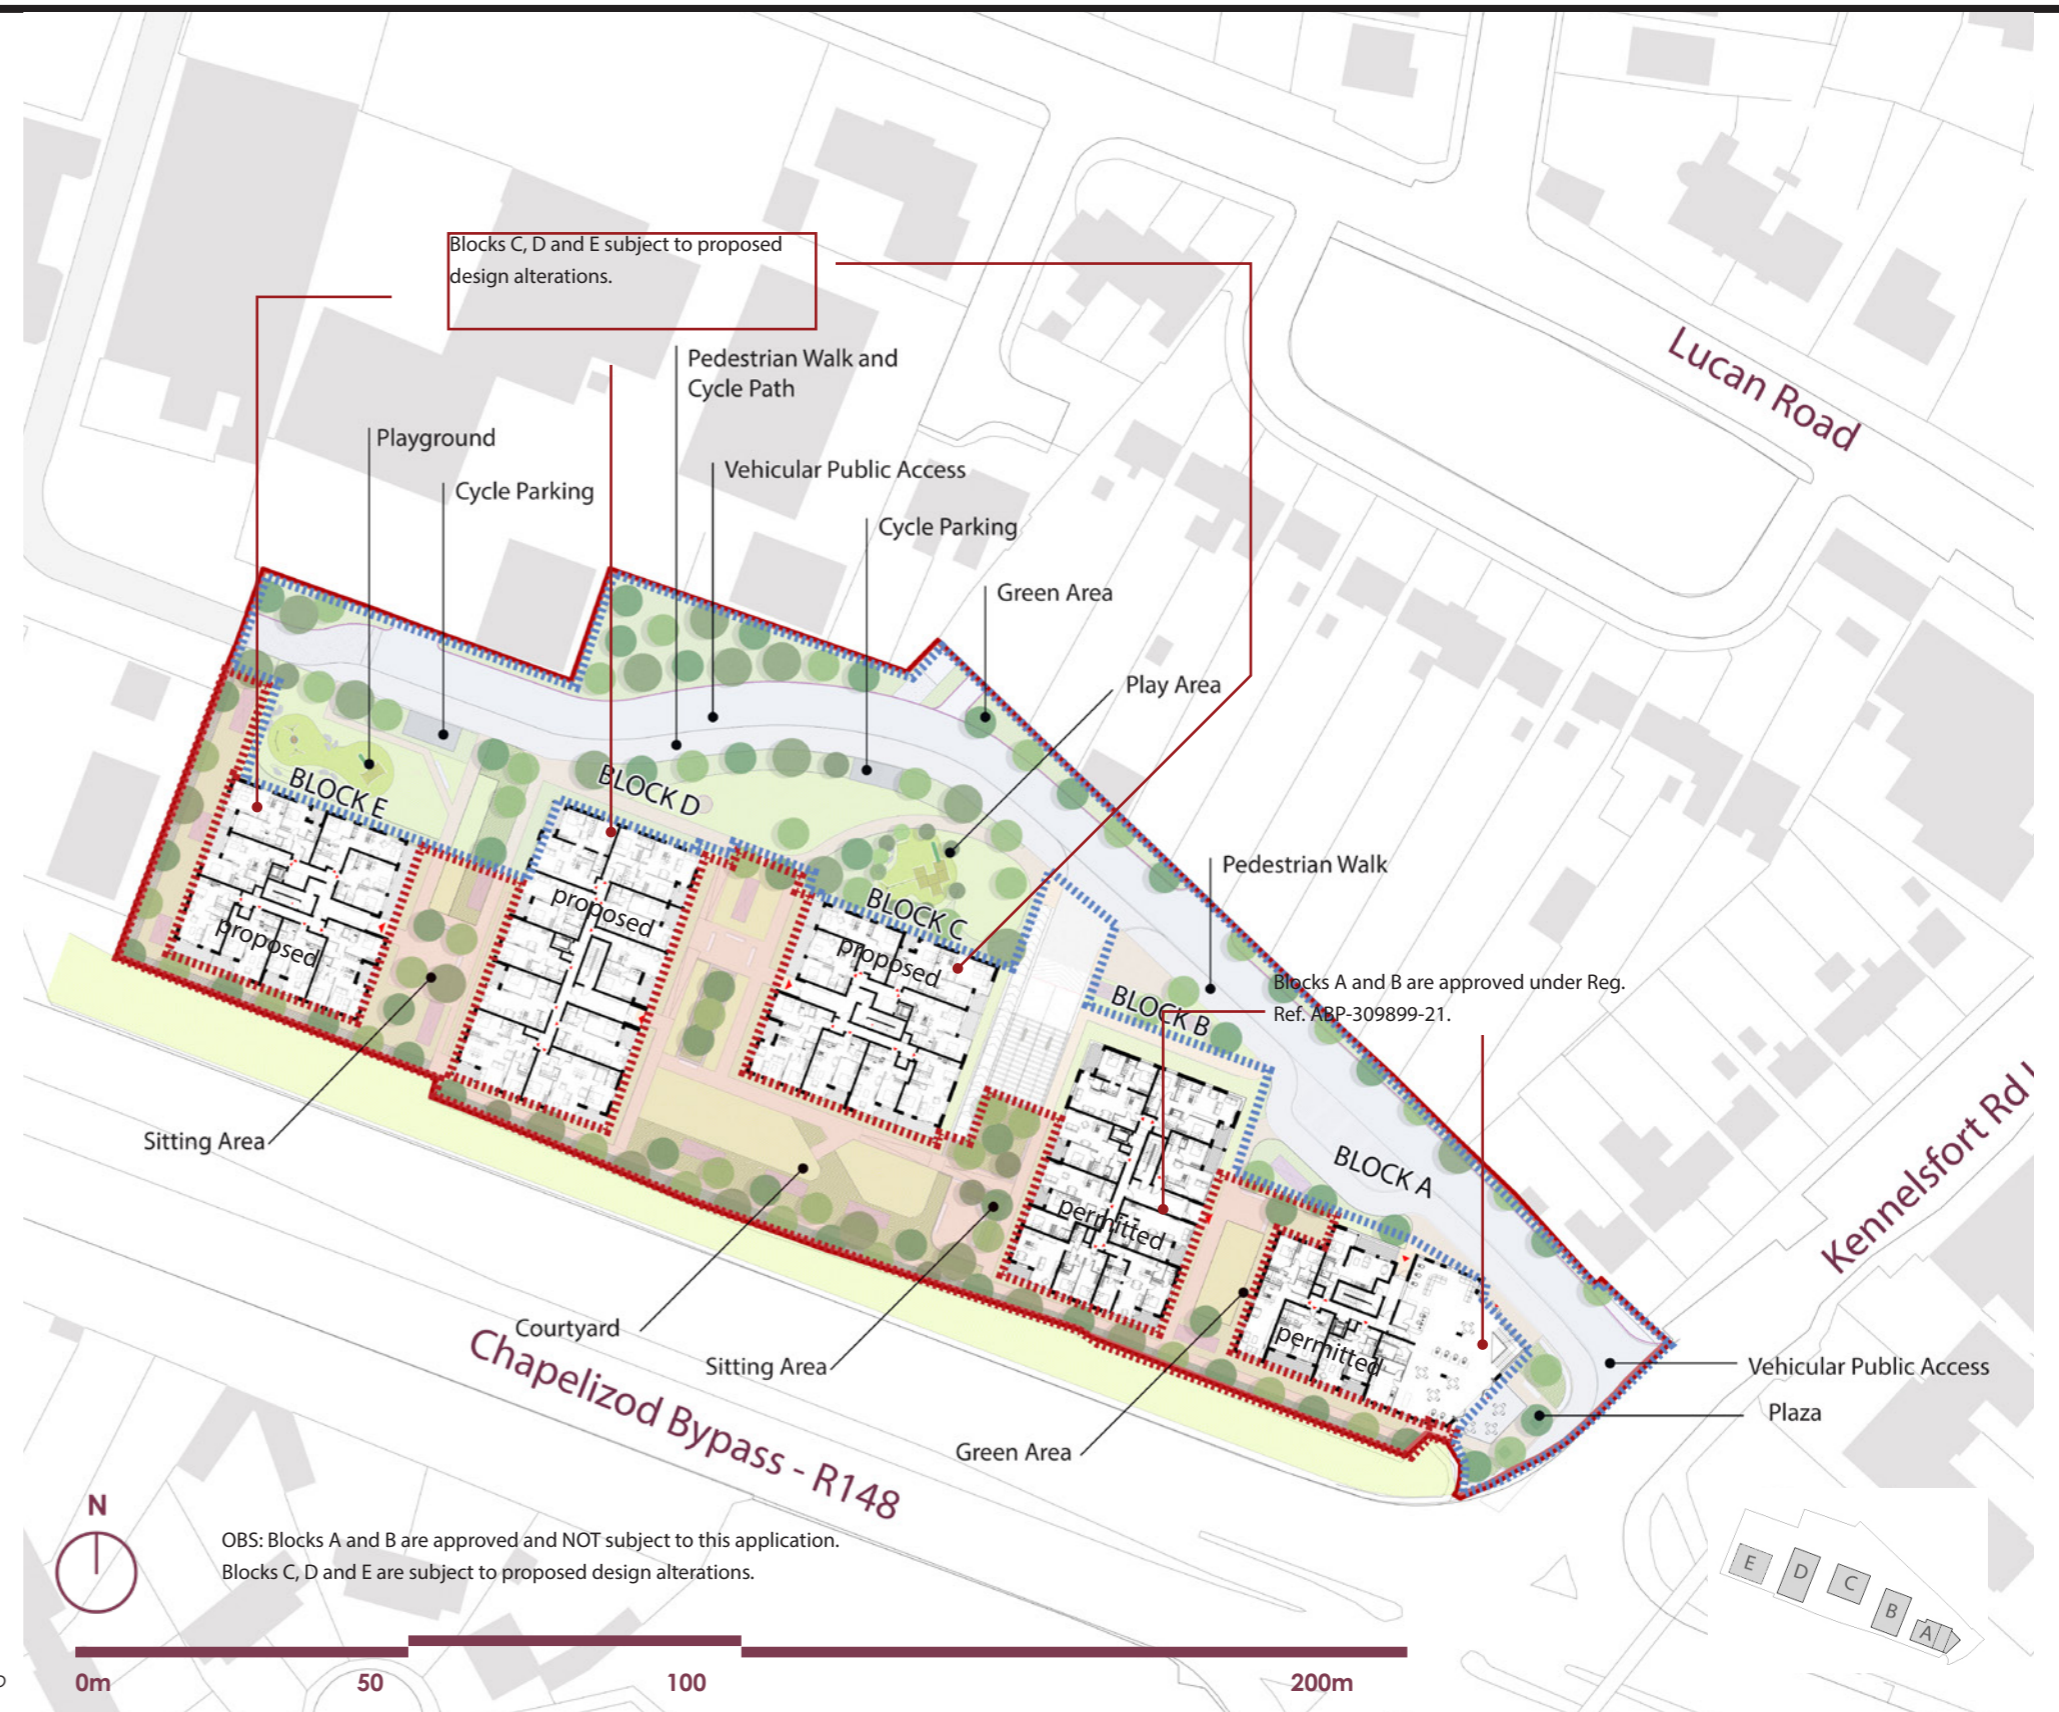 Blocks C, D and E subject to proposed
design alterations.
Lucan Road
Pedestrian Walk and
Cycle Path
Playground
Vehicular Public Access
Cycle Parking
Cycle Parking
Green Area
Play Area
BLOCK E
BLOCK D
Pedestrian Walk
BLOCK C
proposed
proposed
proposed
Blocks A and B are approved under Reg.
Ref. ABP-309899-21.
BLOCK B
Sitting Area
BLOCK A
Kennelsfort Rd
permitted
permitted
Courtyard
Sitting Area
Vehicular Public Access
Plaza
Chapelizod Bypass - R148
Green Area
N
OBS: Blocks A and B are approved and NOT subject to this application.
Blocks C, D and E are subject to proposed design alterations.
E
D
C
B
A
0m
50
100
200m